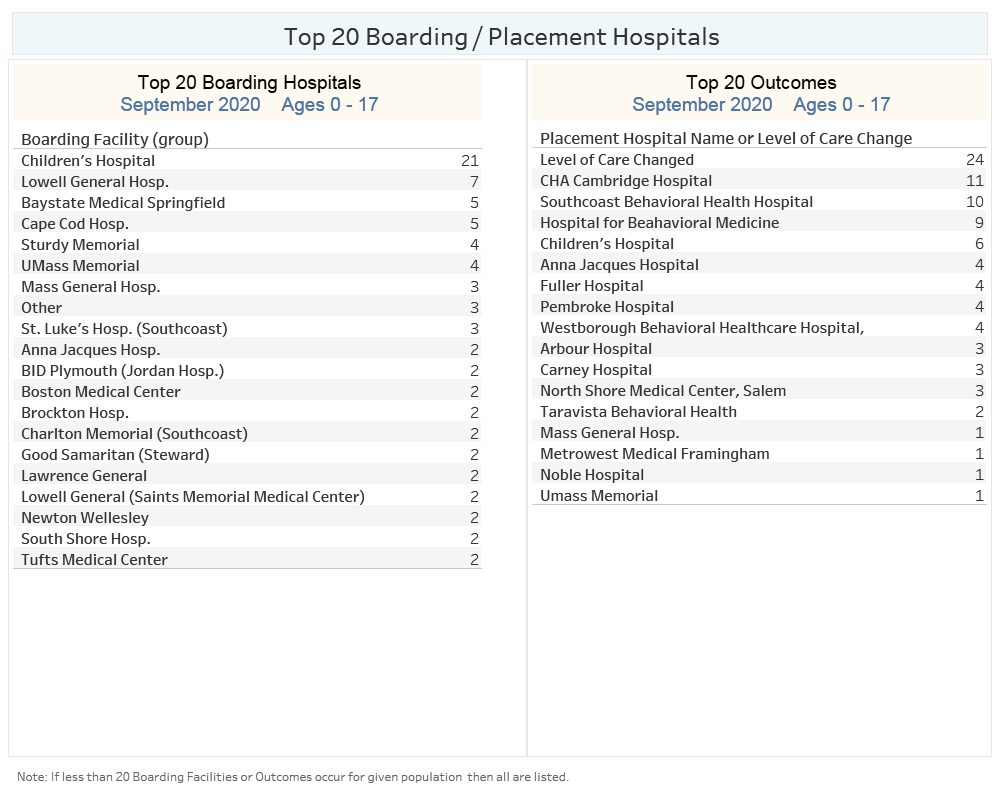 Top 20 Boarding / Placement Hospitals
Top 20 Boarding Hospitals
September 2020 Ages 0 - 17
Boarding Facility (group)
Children's Hospital 21
Lowell General Hosp. 7
Baystate Medical Springfield 5
Cape Cod Hosp. 5
Sturdy Memorial 4
UMass Memorial 4
Mass General Hosp. 3
Other 3
St. Luke's Hosp. (Southcoast) 3
Anna Jacques Hosp. 2
BID Plymouth (Jordan Hosp.) 2
Boston Medical Center 2
Brockton Hosp. 2
Charlton Memorial (Southcoast) 2
Good Samaritan (Steward) 2
Lawrence General 2
Lowell General (Saints Memorial Medical Center) 2
Newton Wellesley 2
South Shore Hosp. 2
Tufts Medical Center 2
Top 20 Outcomes
September 2020 Ages 0 - 17
Placement Hospital Name or Level of Care Change
Level of Care Changed 24
CHA Cambridge Hospital 11
Southcoast Behavioral Health Hospital 10
Hospital for Beahavioral Medicine 9
Children's Hospital 6
Anna Jacques Hospital 4
Fuller Hospital 4
Pembroke Hospital 4
Westborough Behavioral Healthcare Hospital, 4
Arbour Hospital 3
Carney Hospital 3
North Shore Medical Center, Salem 3
Taravista Behavioral Health 2
Mass General Hosp. 1
Metrowest Medical Framingham 1
Noble Hospital 1
Umass Memorial 1
Note: If less than 20 Boarding Facilities or Outcomes occur for given population then all are listed.